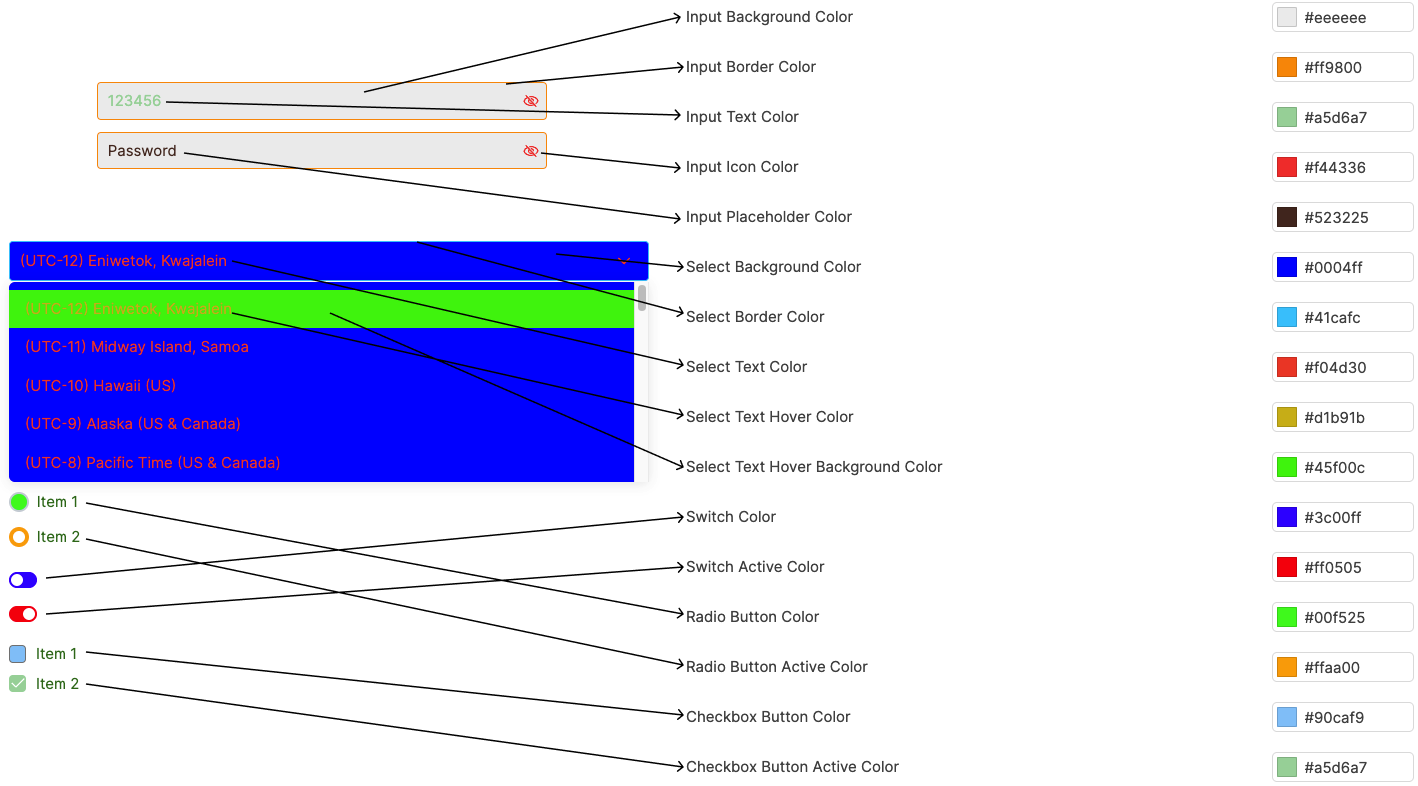 Input Background Color #eeeeee
Input Border Color #ff9800
123456
Input Text Color #a5d6a7
Password
Input Icon Color #f44336
Input Placeholder Color #523225
(UTC-12) Eniwetok, Kwajalein
Select Background Color #0004ff
(UTC-12) Eniwetok, Kwajalein
Select Border Color #41cafc
(UTC-11) Midway Island, Samoa
Select Text Color #f04d30
(UTC-10) Hawaii (US)
(UTC-9) Alaska (US & Canada)
Select Text Hover Color #d1b91b
(UTC-8) Pacific Time (US & Canada)
Select Text Hover Background Color #45f00c
Item 1
Switch Color #3c00ff
Item 2
Switch Active Color #ff0505
Radio Button Color #00f525
Item 1
Radio Button Active Color #ffaa00
Item 2
Checkbox Button Color #90caf9
Checkbox Button Active Color #a5d6a7